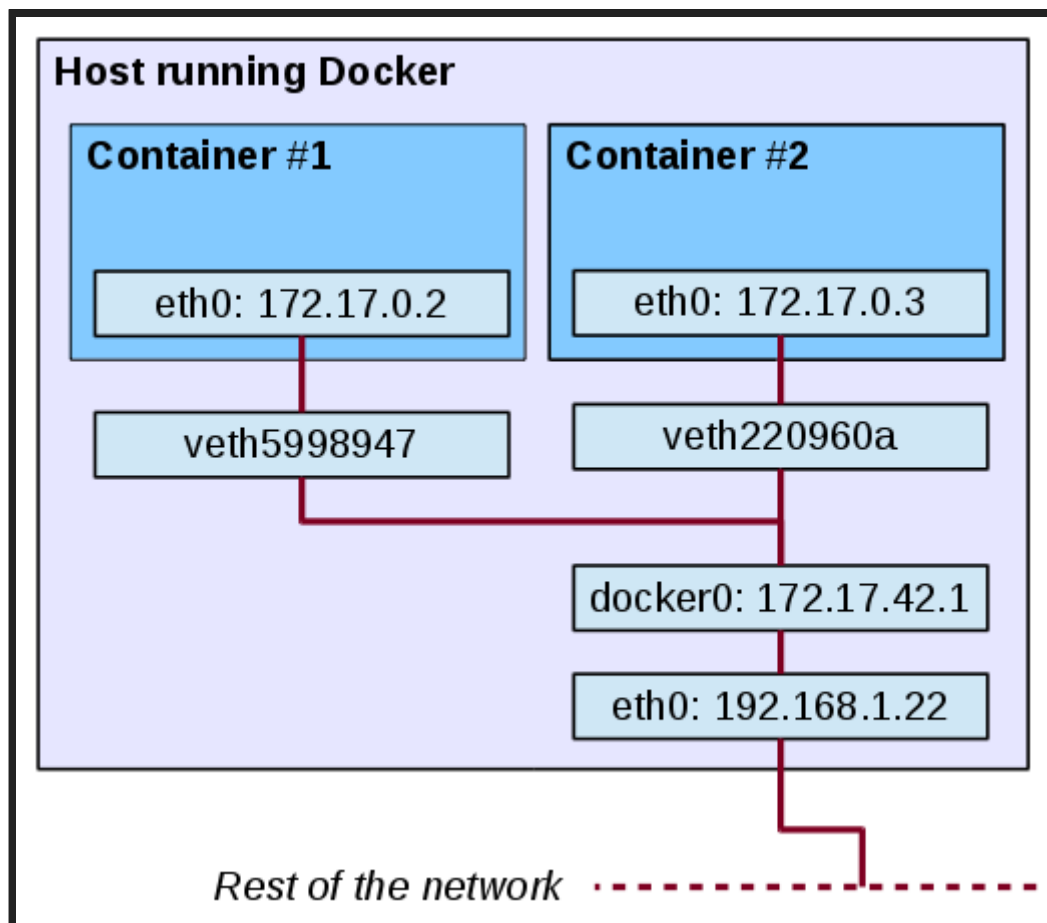 Host running Docker
Container #1
Container #2
eth0: 172.17.0.2
eth0: 172.17.0.3
veth5998947
veth220960a
docker0: 172.17.42.1
eth0: 192.168.1.22
Rest of the network